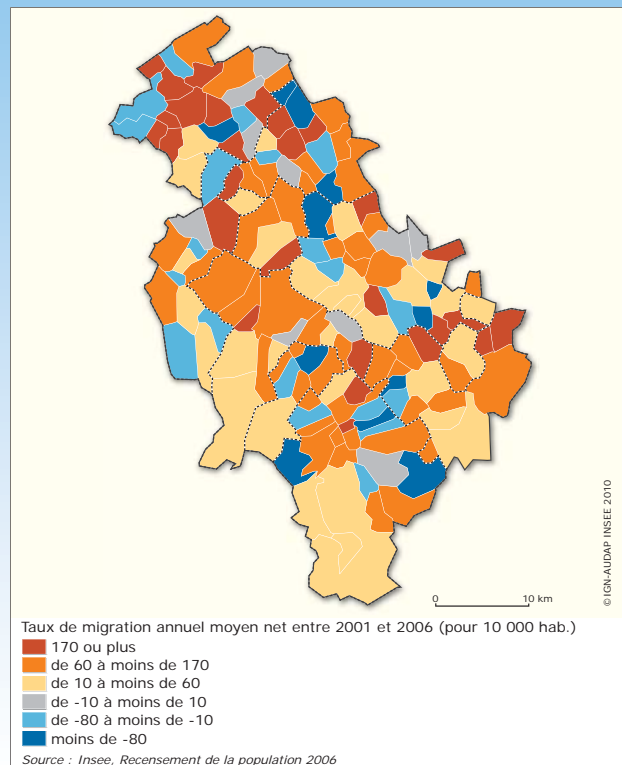 © IGN-AUDAP INSEE 2010
0 10 km
Taux de migration annuel moyen net entre 2001 et 2006 (pour 10 000 hab.)
170 ou plus
de 60 à moins de 170
de 10 à moins de 60
de -10 à moins de 10
de -80 à moins de -10
moins de -80
Source : Insee, Recensement de la population 2006